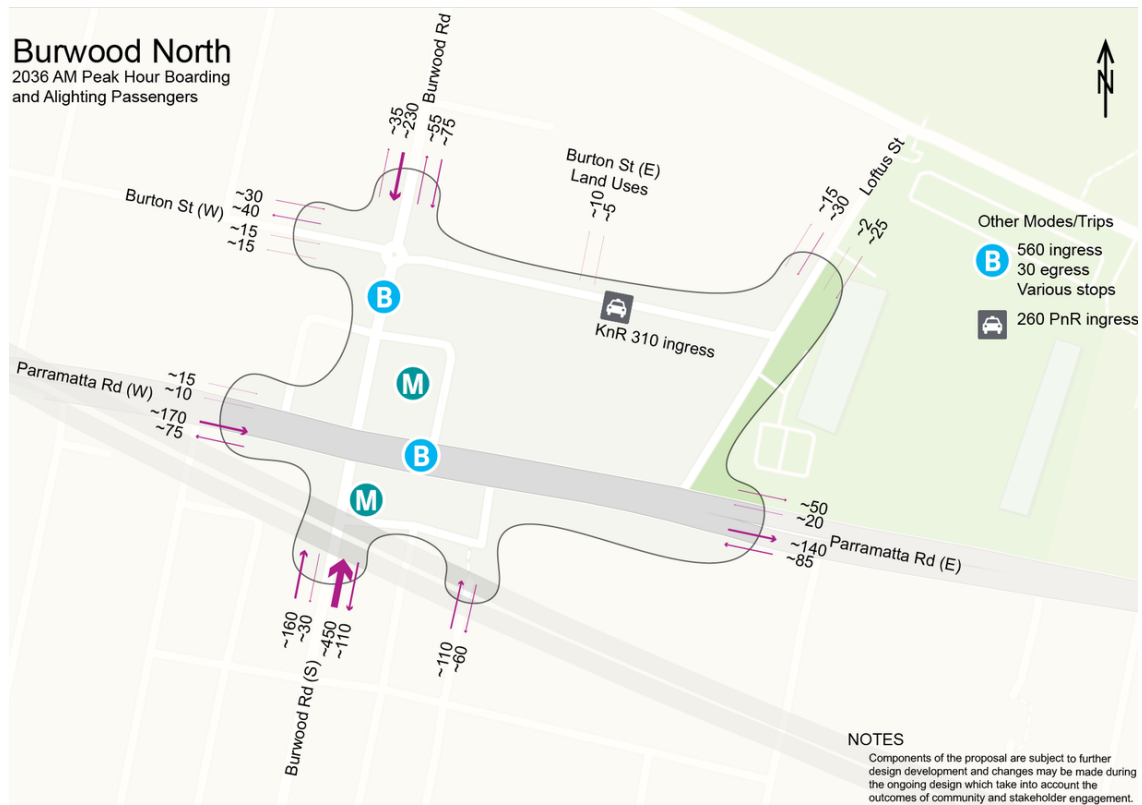 Burwood North
2036 AM Peak Hour Boarding
and Alighting Passengers
Burwood Rd
~35
~230
~55
~75
N
Burton St (W)
~30
~40
~15
~15
Burton St (E)
Land Uses
~10
~5
Loftus St
~15
~30
~2
~25
Other Modes/Trips
B
560 ingress
30 egress
Various stops
260 PnR ingress
B
KnR 310 ingress
M
Parramatta Rd (W)
~15
~10
~170
~75
B
M
~50
~20
~140
~85
Parramatta Rd (E)
~160
~30
~450
~110
Burwood Rd (S)
~110
~60
NOTES
Components of the proposal are subject to further
design development and changes may be made during
the ongoing design which take into account the
outcomes of community and stakeholder engagement.